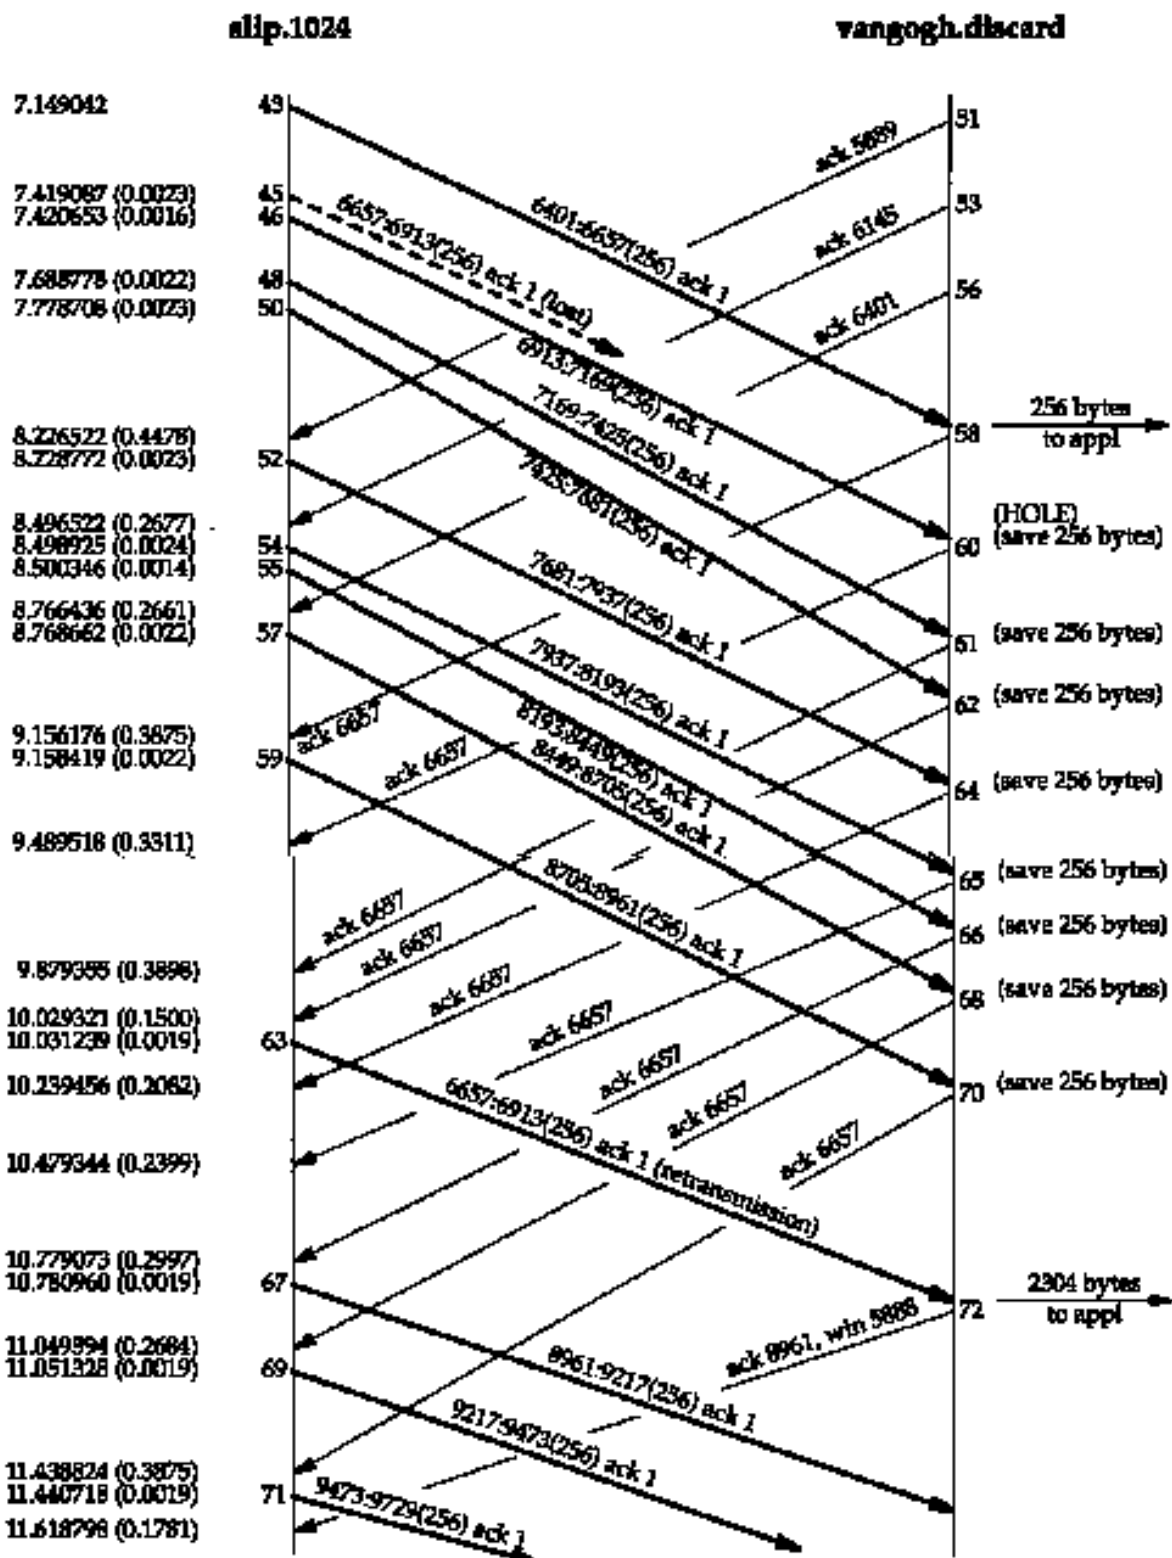 slip.1024
vangogh.discard
7.149042
43
51
ack 5889
6401:6657(256) ack 1
7.419087 (0.0023)
45
53
ack 6145
6657:6913(256) ack 1 (lost)
7.420653 (0.0016)
46
6913:7169(256) ack 1
7.688778 (0.0022)
48
56
ack 6401
7169:7425(256) ack 1
7.778708 (0.0023)
50
7425:7681(256) ack 1
58
256 bytes
to appl
8.226522 (0.4478)
8.228772 (0.0023)
52
7681:7937(256) ack 1
(HOLE)
60
(save 256 bytes)
8.496522 (0.2677)
8.498925 (0.0024)
54
7937:8193(256) ack 1
8.500346 (0.0014)
55
8193:8449(256) ack 1
8.766436 (0.2661)
8.768662 (0.0022)
57
8449:8705(256) ack 1
61
(save 256 bytes)
62
(save 256 bytes)
9.156176 (0.3875)
ack 6657
9.158419 (0.0022)
59
ack 6657
8705:8961(256) ack 1
64
(save 256 bytes)
9.489518 (0.3311)
65
(save 256 bytes)
ack 6657
66
(save 256 bytes)
ack 6657
9.879355 (0.3898)
ack 6657
68
(save 256 bytes)
10.029321 (0.1500)
ack 6657
10.031239 (0.0019)
63
6657:6913(256) ack 1 (retransmission)
10.239456 (0.2082)
ack 6657
70
(save 256 bytes)
ack 6657
ack 6657
10.479344 (0.2399)
10.779073 (0.2997)
10.780960 (0.0019)
67
8961:9217(256) ack 1
72
2304 bytes
to appl
ack 8961, win 5888
11.049894 (0.2684)
11.051328 (0.0019)
69
9217:9473(256) ack 1
11.438824 (0.3875)
11.440718 (0.0019)
71
9473:9729(256) ack 1
11.618798 (0.1781)